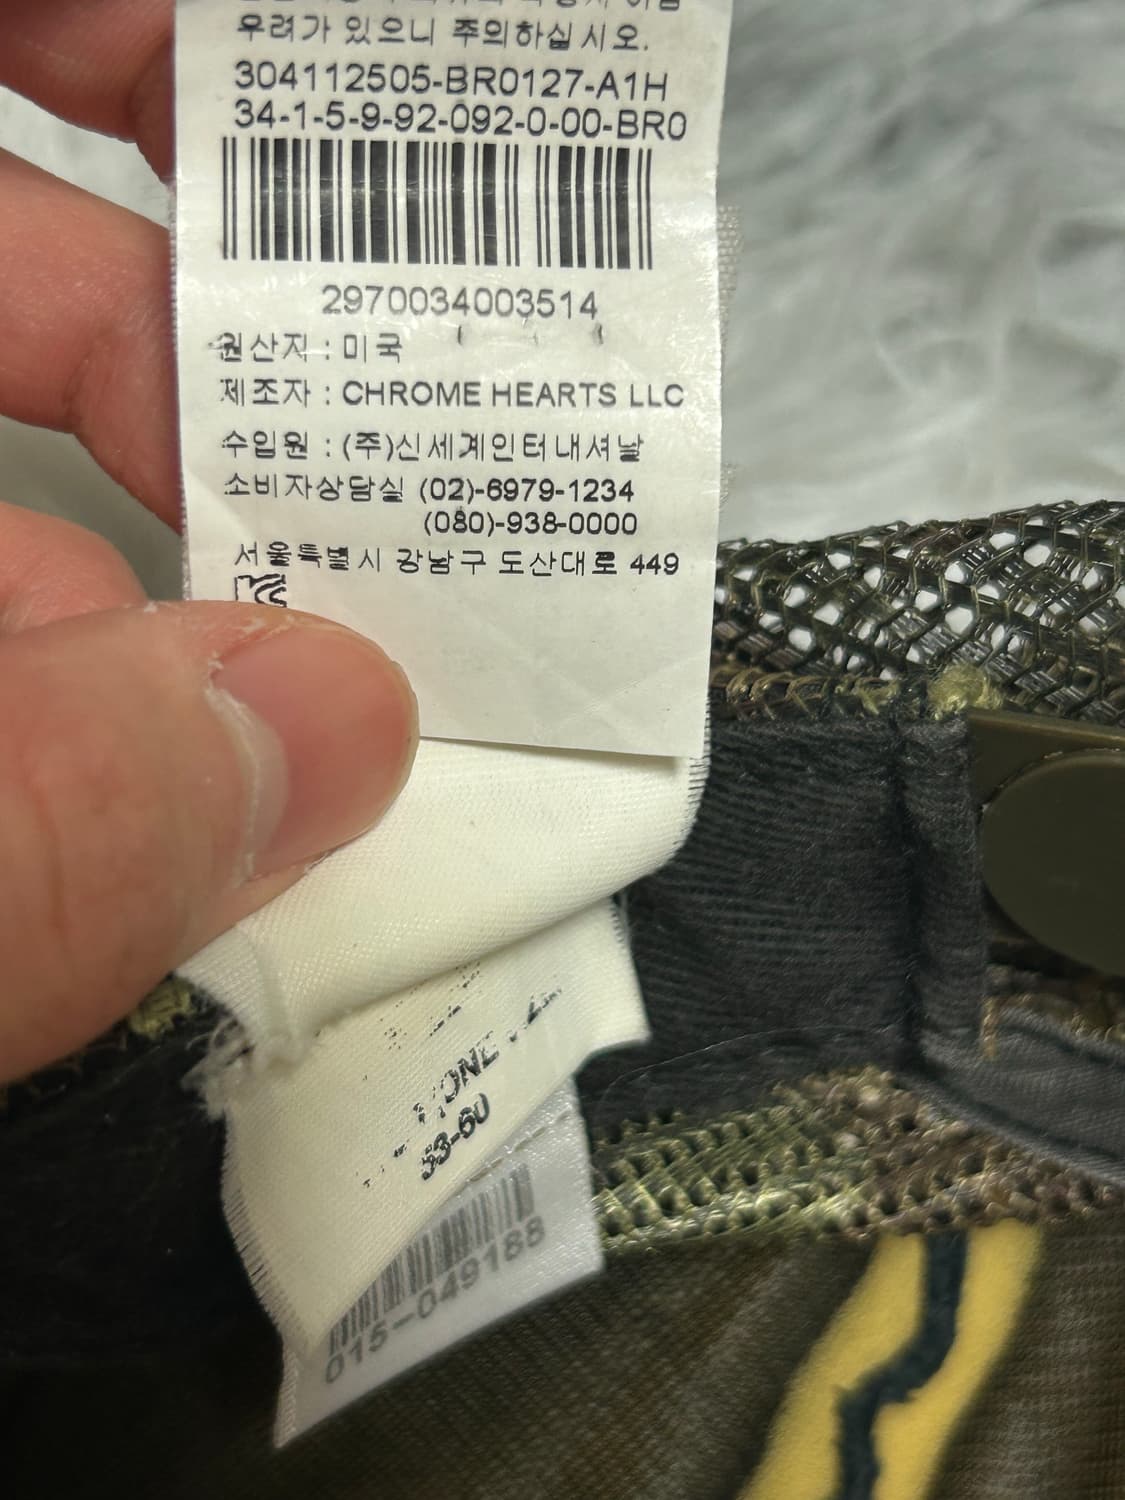 우려가 있으니 주의하십시오.
304112505-BR0127-A1H
34-1-5-9-92-092-0-00-BR0
2970034003514
원산지 : 미국
제조자 : CHROME HEARTS LLC
수입원 : (주)신세계인터내셔날
소비자상담실 (02)-6979-1234
(080)-938-0000
서울특별시 강남구 도산대로 449
53-60
015-049188